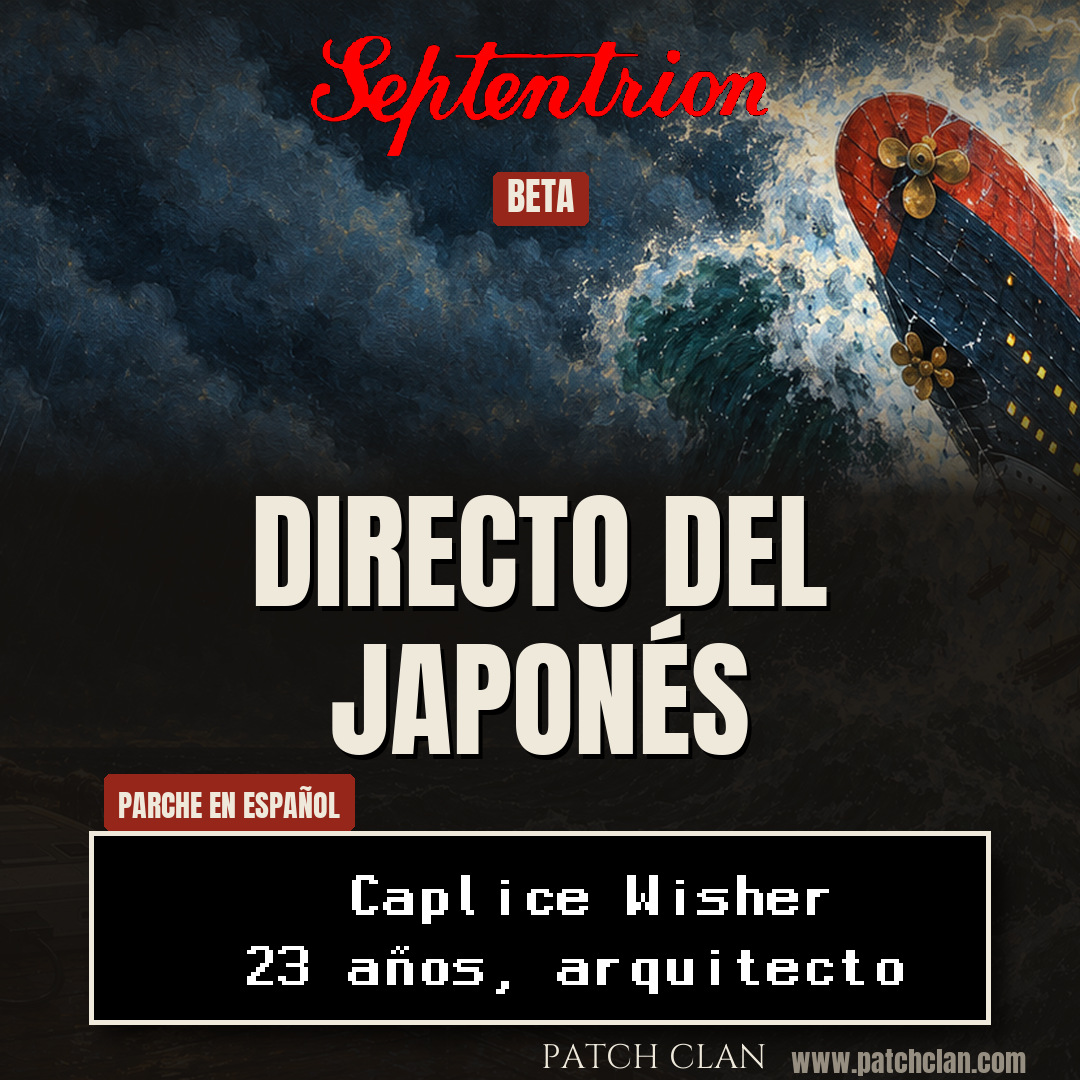 Septentrion
BETA
DIRECTO DEL
JAPONÉS
PARCHE EN ESPAÑOL
Caplice Wisher
23 años, arquitecto
PATCH CLAN www.patchclan.com